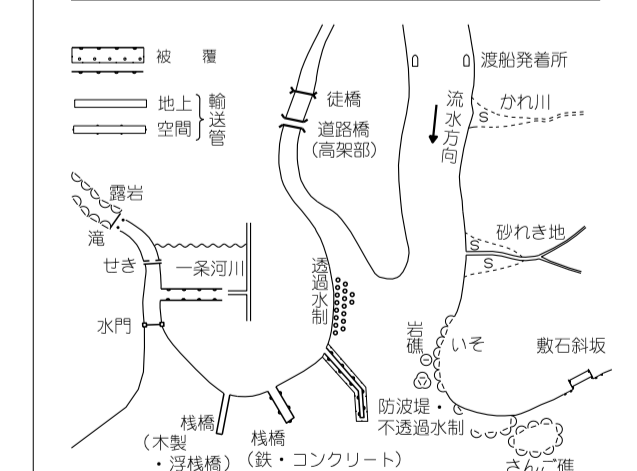 被　覆
地上
空間
輸送管
渡船発着所
徒橋
流水方向
かれ川
S
道路橋
（高架部）
露岩
滝
砂れき地
S
S
せき
一条河川
透過水制
水門
岩礁
いそ
敷石斜坂
防波堤・
不透過水制
桟橋
（木製
・浮桟橋）
桟橋
（鉄・コンクリート）
さんご礁